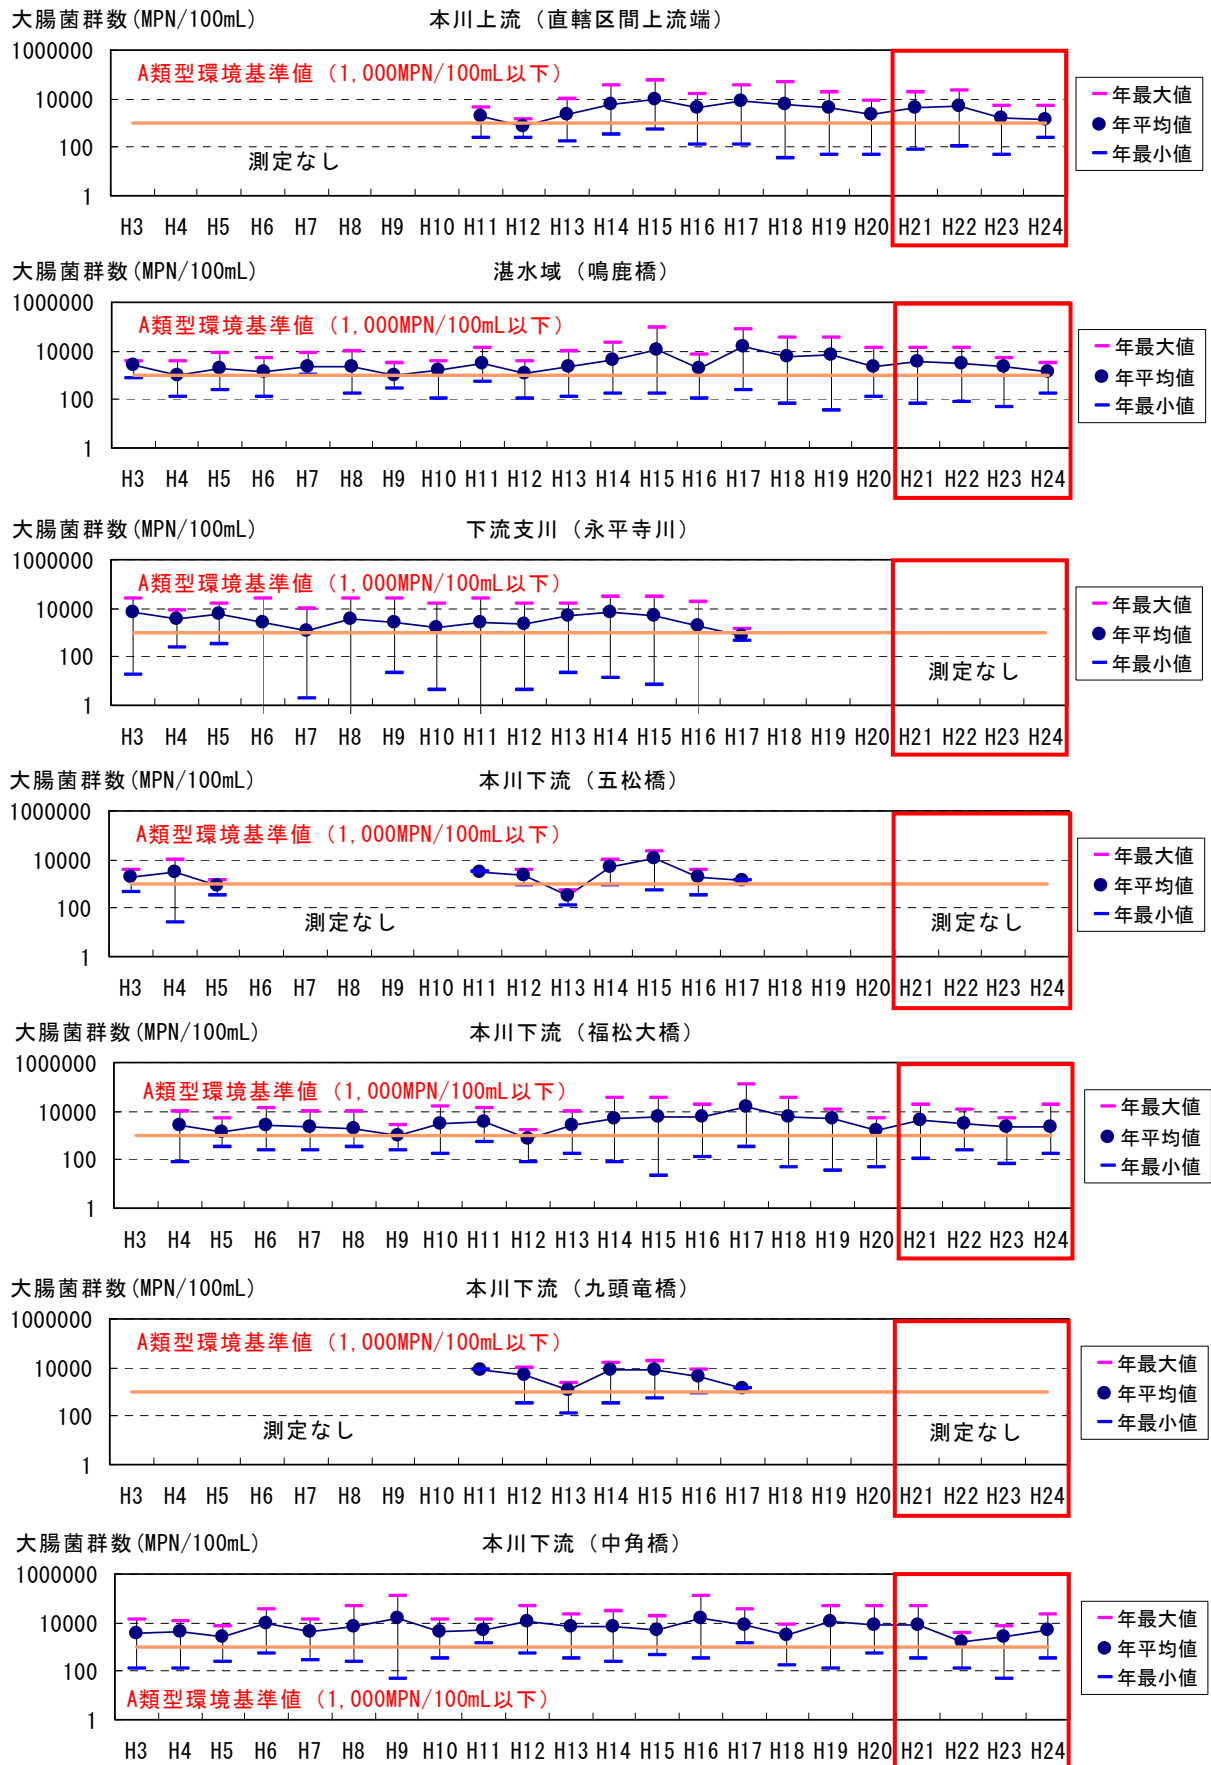 大腸菌群数(MPN/100mL) 本川上流（直轄区間上流端）
1000000
A類型環境基準値（1,000MPN/100mL以下）
10000
100
1
測定なし
年最大値
年平均値
年最小値
H3 H4 H5 H6 H7 H8 H9 H10 H11 H12 H13 H14 H15 H16 H17 H18 H19 H20 H21 H22 H23 H24
大腸菌群数(MPN/100mL) 湛水域（鳴鹿橋）
1000000
A類型環境基準値（1,000MPN/100mL以下）
10000
100
1
年最大値
年平均値
年最小値
H3 H4 H5 H6 H7 H8 H9 H10 H11 H12 H13 H14 H15 H16 H17 H18 H19 H20 H21 H22 H23 H24
大腸菌群数(MPN/100mL) 下流支川（永平寺川）
1000000
A類型環境基準値（1,000MPN/100mL以下）
10000
100
1
測定なし
年最大値
年平均値
年最小値
H3 H4 H5 H6 H7 H8 H9 H10 H11 H12 H13 H14 H15 H16 H17 H18 H19 H20 H21 H22 H23 H24
大腸菌群数(MPN/100mL) 本川下流（五松橋）
1000000
A類型環境基準値（1,000MPN/100mL以下）
10000
100
1
測定なし 測定なし
年最大値
年平均値
年最小値
H3 H4 H5 H6 H7 H8 H9 H10 H11 H12 H13 H14 H15 H16 H17 H18 H19 H20 H21 H22 H23 H24
大腸菌群数(MPN/100mL) 本川下流（福松大橋）
1000000
A類型環境基準値（1,000MPN/100mL以下）
10000
100
1
年最大値
年平均値
年最小値
H3 H4 H5 H6 H7 H8 H9 H10 H11 H12 H13 H14 H15 H16 H17 H18 H19 H20 H21 H22 H23 H24
大腸菌群数(MPN/100mL) 本川下流（九頭竜橋）
1000000
A類型環境基準値（1,000MPN/100mL以下）
10000
100
1
測定なし 測定なし
年最大値
年平均値
年最小値
H3 H4 H5 H6 H7 H8 H9 H10 H11 H12 H13 H14 H15 H16 H17 H18 H19 H20 H21 H22 H23 H24
大腸菌群数(MPN/100mL) 本川下流（中角橋）
1000000
10000
100
1
A類型環境基準値（1,000MPN/100mL以下）
年最大値
年平均値
年最小値
H3 H4 H5 H6 H7 H8 H9 H10 H11 H12 H13 H14 H15 H16 H17 H18 H19 H20 H21 H22 H23 H24